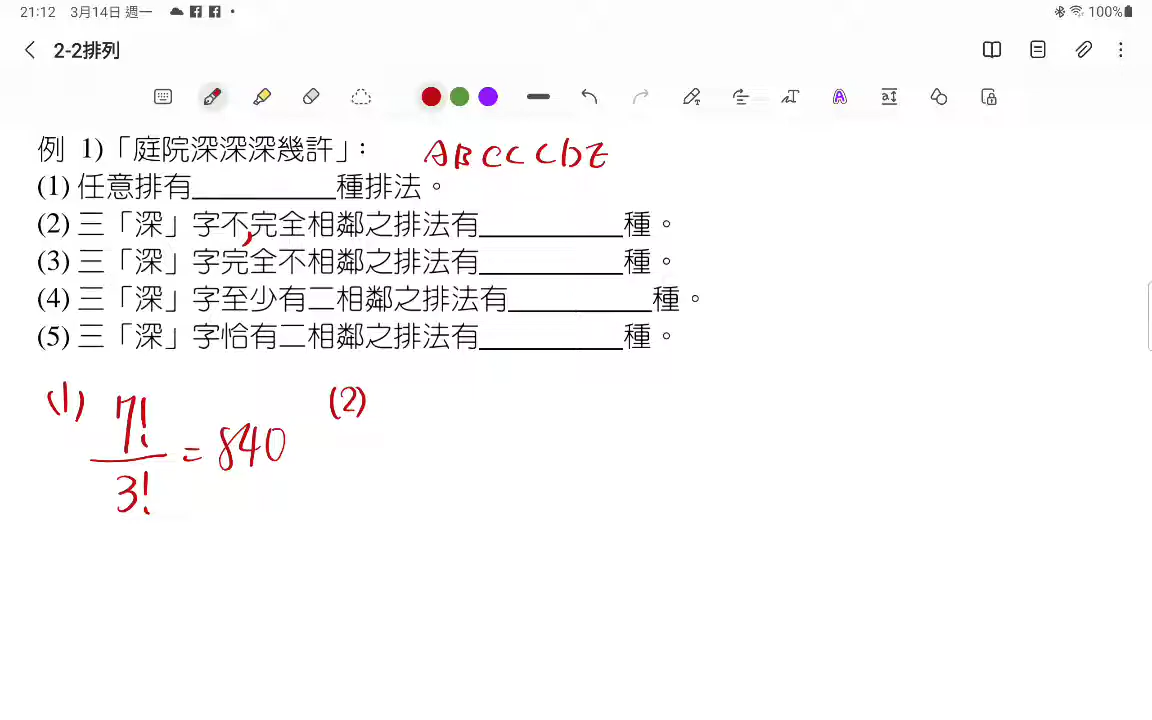 21:12 3月14日 週一 100%
2-2排列
例 1)「庭院深深深幾許」: ABCCCDE
(1) 任意排有__________種排法。
(2) 三「深」字不,完全相鄰之排法有__________種。
(3) 三「深」字完全不相鄰之排法有__________種。
(4) 三「深」字至少有二相鄰之排法有__________種。
(5) 三「深」字恰有二相鄰之排法有__________種。
(1) 7!/3! = 840 (2)